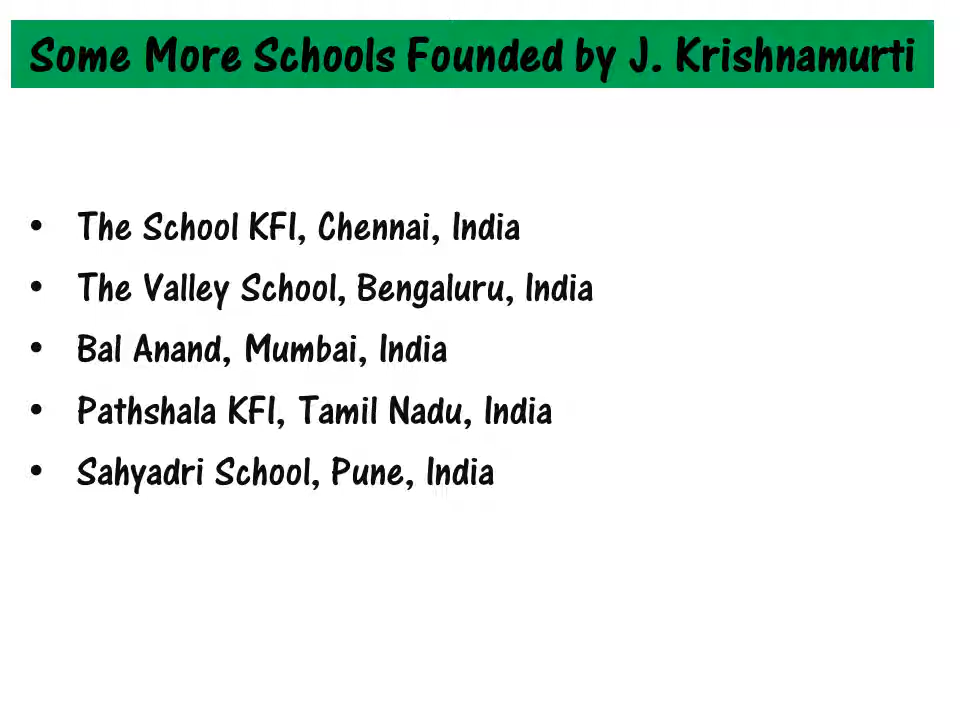 Some More Schools Founded by J. Krishnamurti
• The School KFI, Chennai, India
• The Valley School, Bengaluru, India
• Bal Anand, Mumbai, India
• Pathshala KFI, Tamil Nadu, India
• Sahyadri School, Pune, India